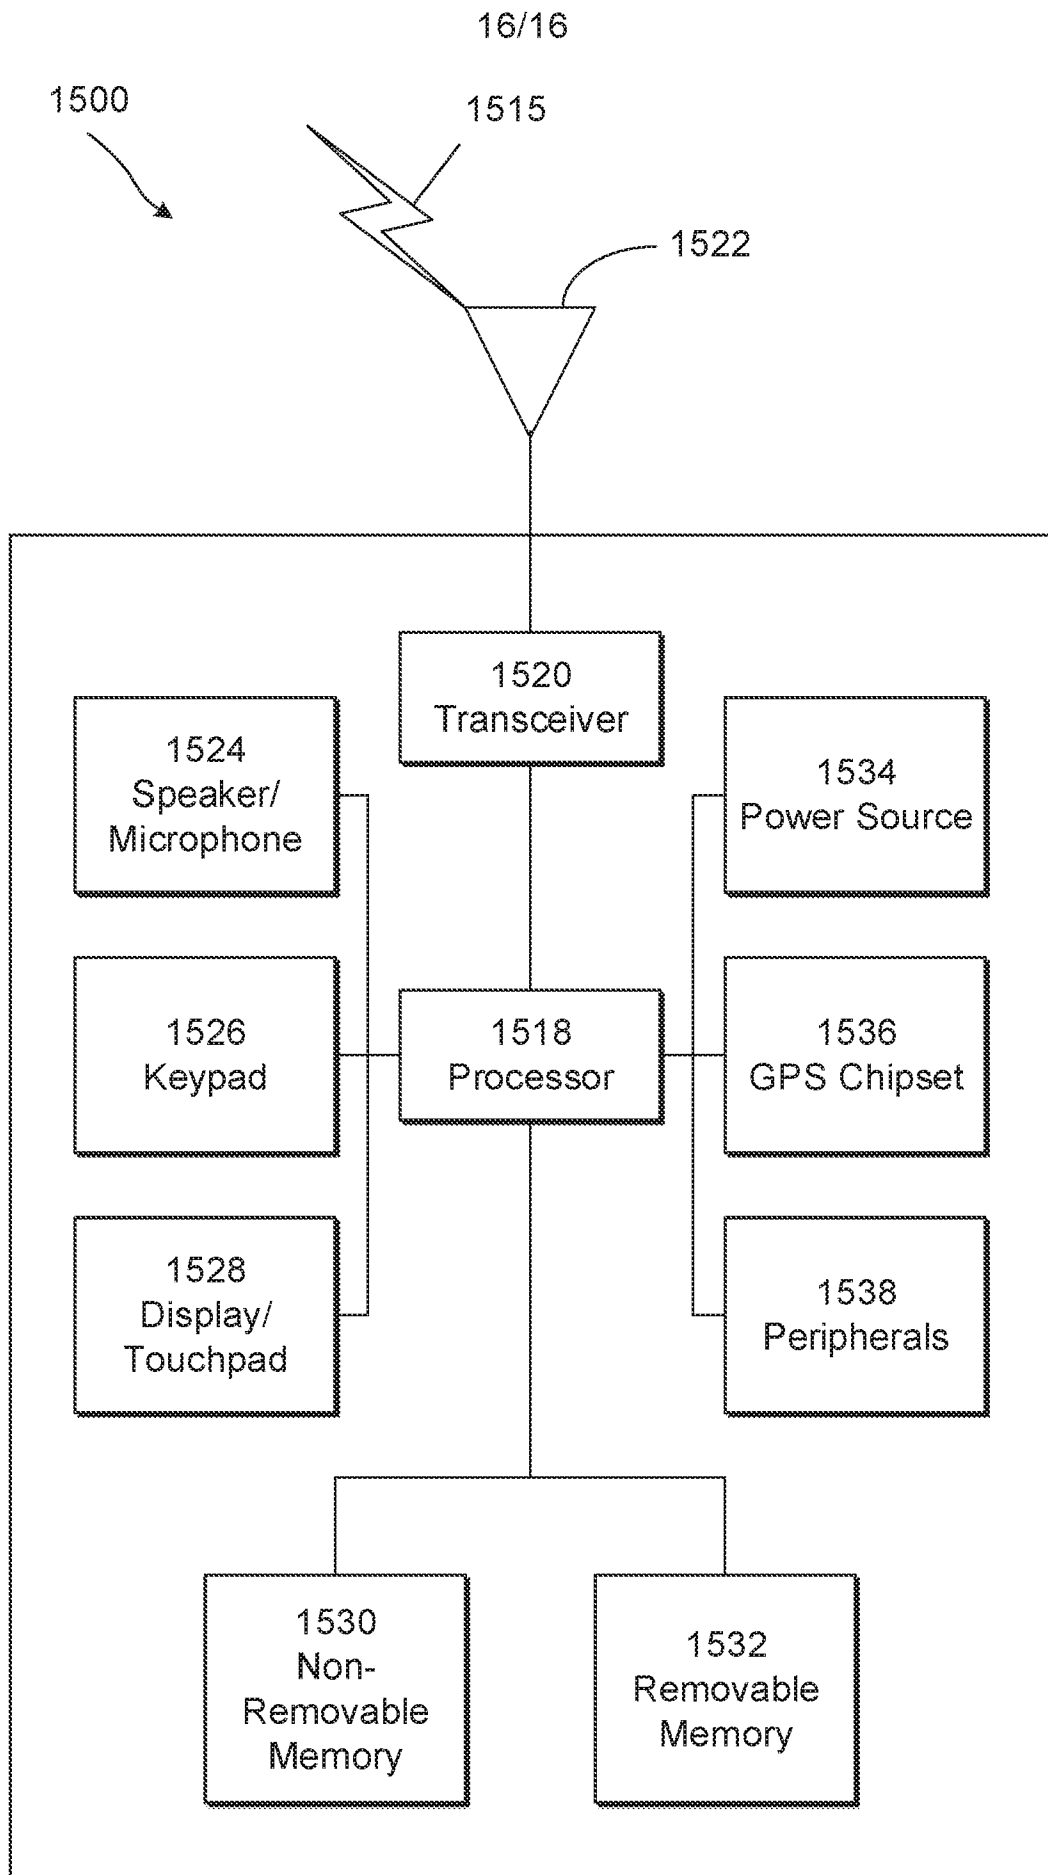 16/16
1500
1515
1522
1520
Transceiver
1524
Speaker/
Microphone
1534
Power Source
1526
Keypad
1518
Processor
1536
GPS Chipset
1528
Display/
Touchpad
1538
Peripherals
1530
Non-
Removable
Memory
1532
Removable
Memory